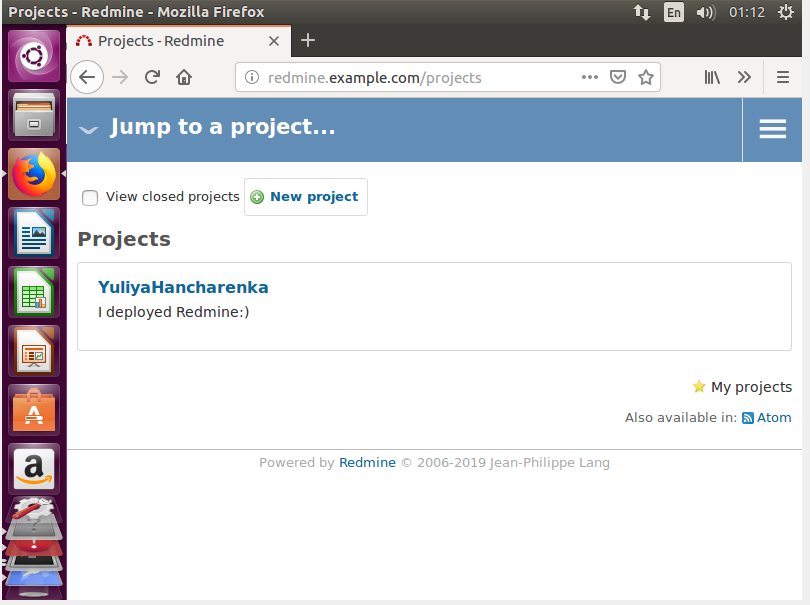 Projects - Redmine - Mozilla Firefox
En
01:12
Projects - Redmine
redmine.example.com/projects
Jump to a project...
View closed projects
New project
Projects
YuliyaHancharenka
I deployed Redmine:)
My projects
Also available in: Atom
Powered by Redmine © 2006-2019 Jean-Philippe Lang